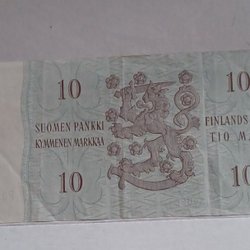 10
10
SUOMEN PANKKI
KYMMENEN MARKKAA
FINLANDS
TIO M
10
10